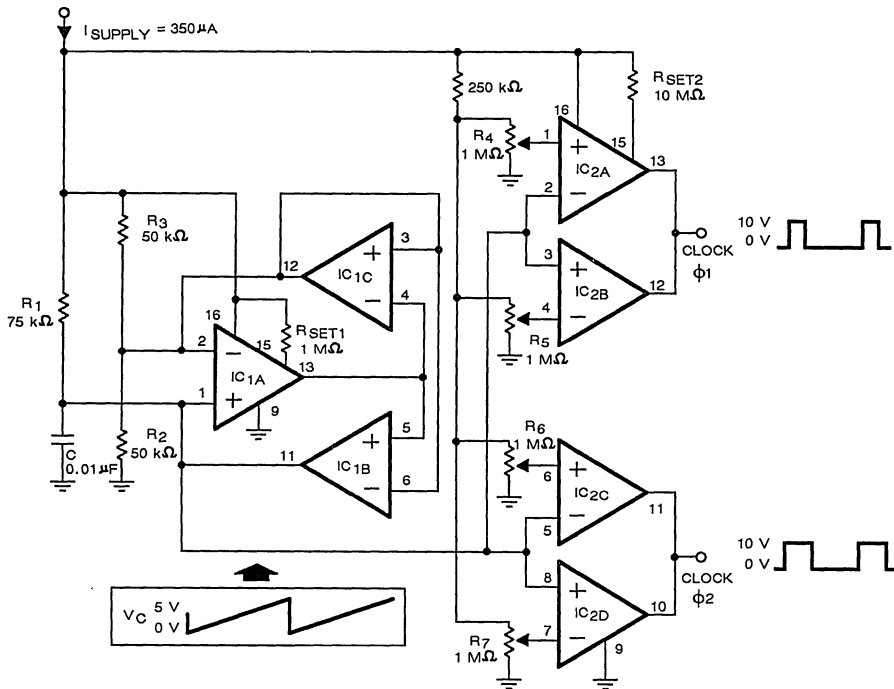 I SUPPLY = 350µA
250 kΩ
RSET2
10 MΩ
16
R4
1 MΩ
1
+
15
IC2A
13
2
−
R3
50 kΩ
12
IC1C
+
3
−
4
3
+
IC2B
12
−
4
10 V
0 V
CLOCK
ϕ1
R1
75 kΩ
16
15
RSET1
1 MΩ
R5
1 MΩ
2
−
IC1A
13
1
+
9
R2
50 kΩ
C
0.01µF
11
IC1B
+
5
−
6
R6
1 MΩ
6
+
IC2C
11
−
5
10 V
0 V
CLOCK
ϕ2
8
+
IC2D
10
−
7
9
R7
1 MΩ
VC
5 V
0 V